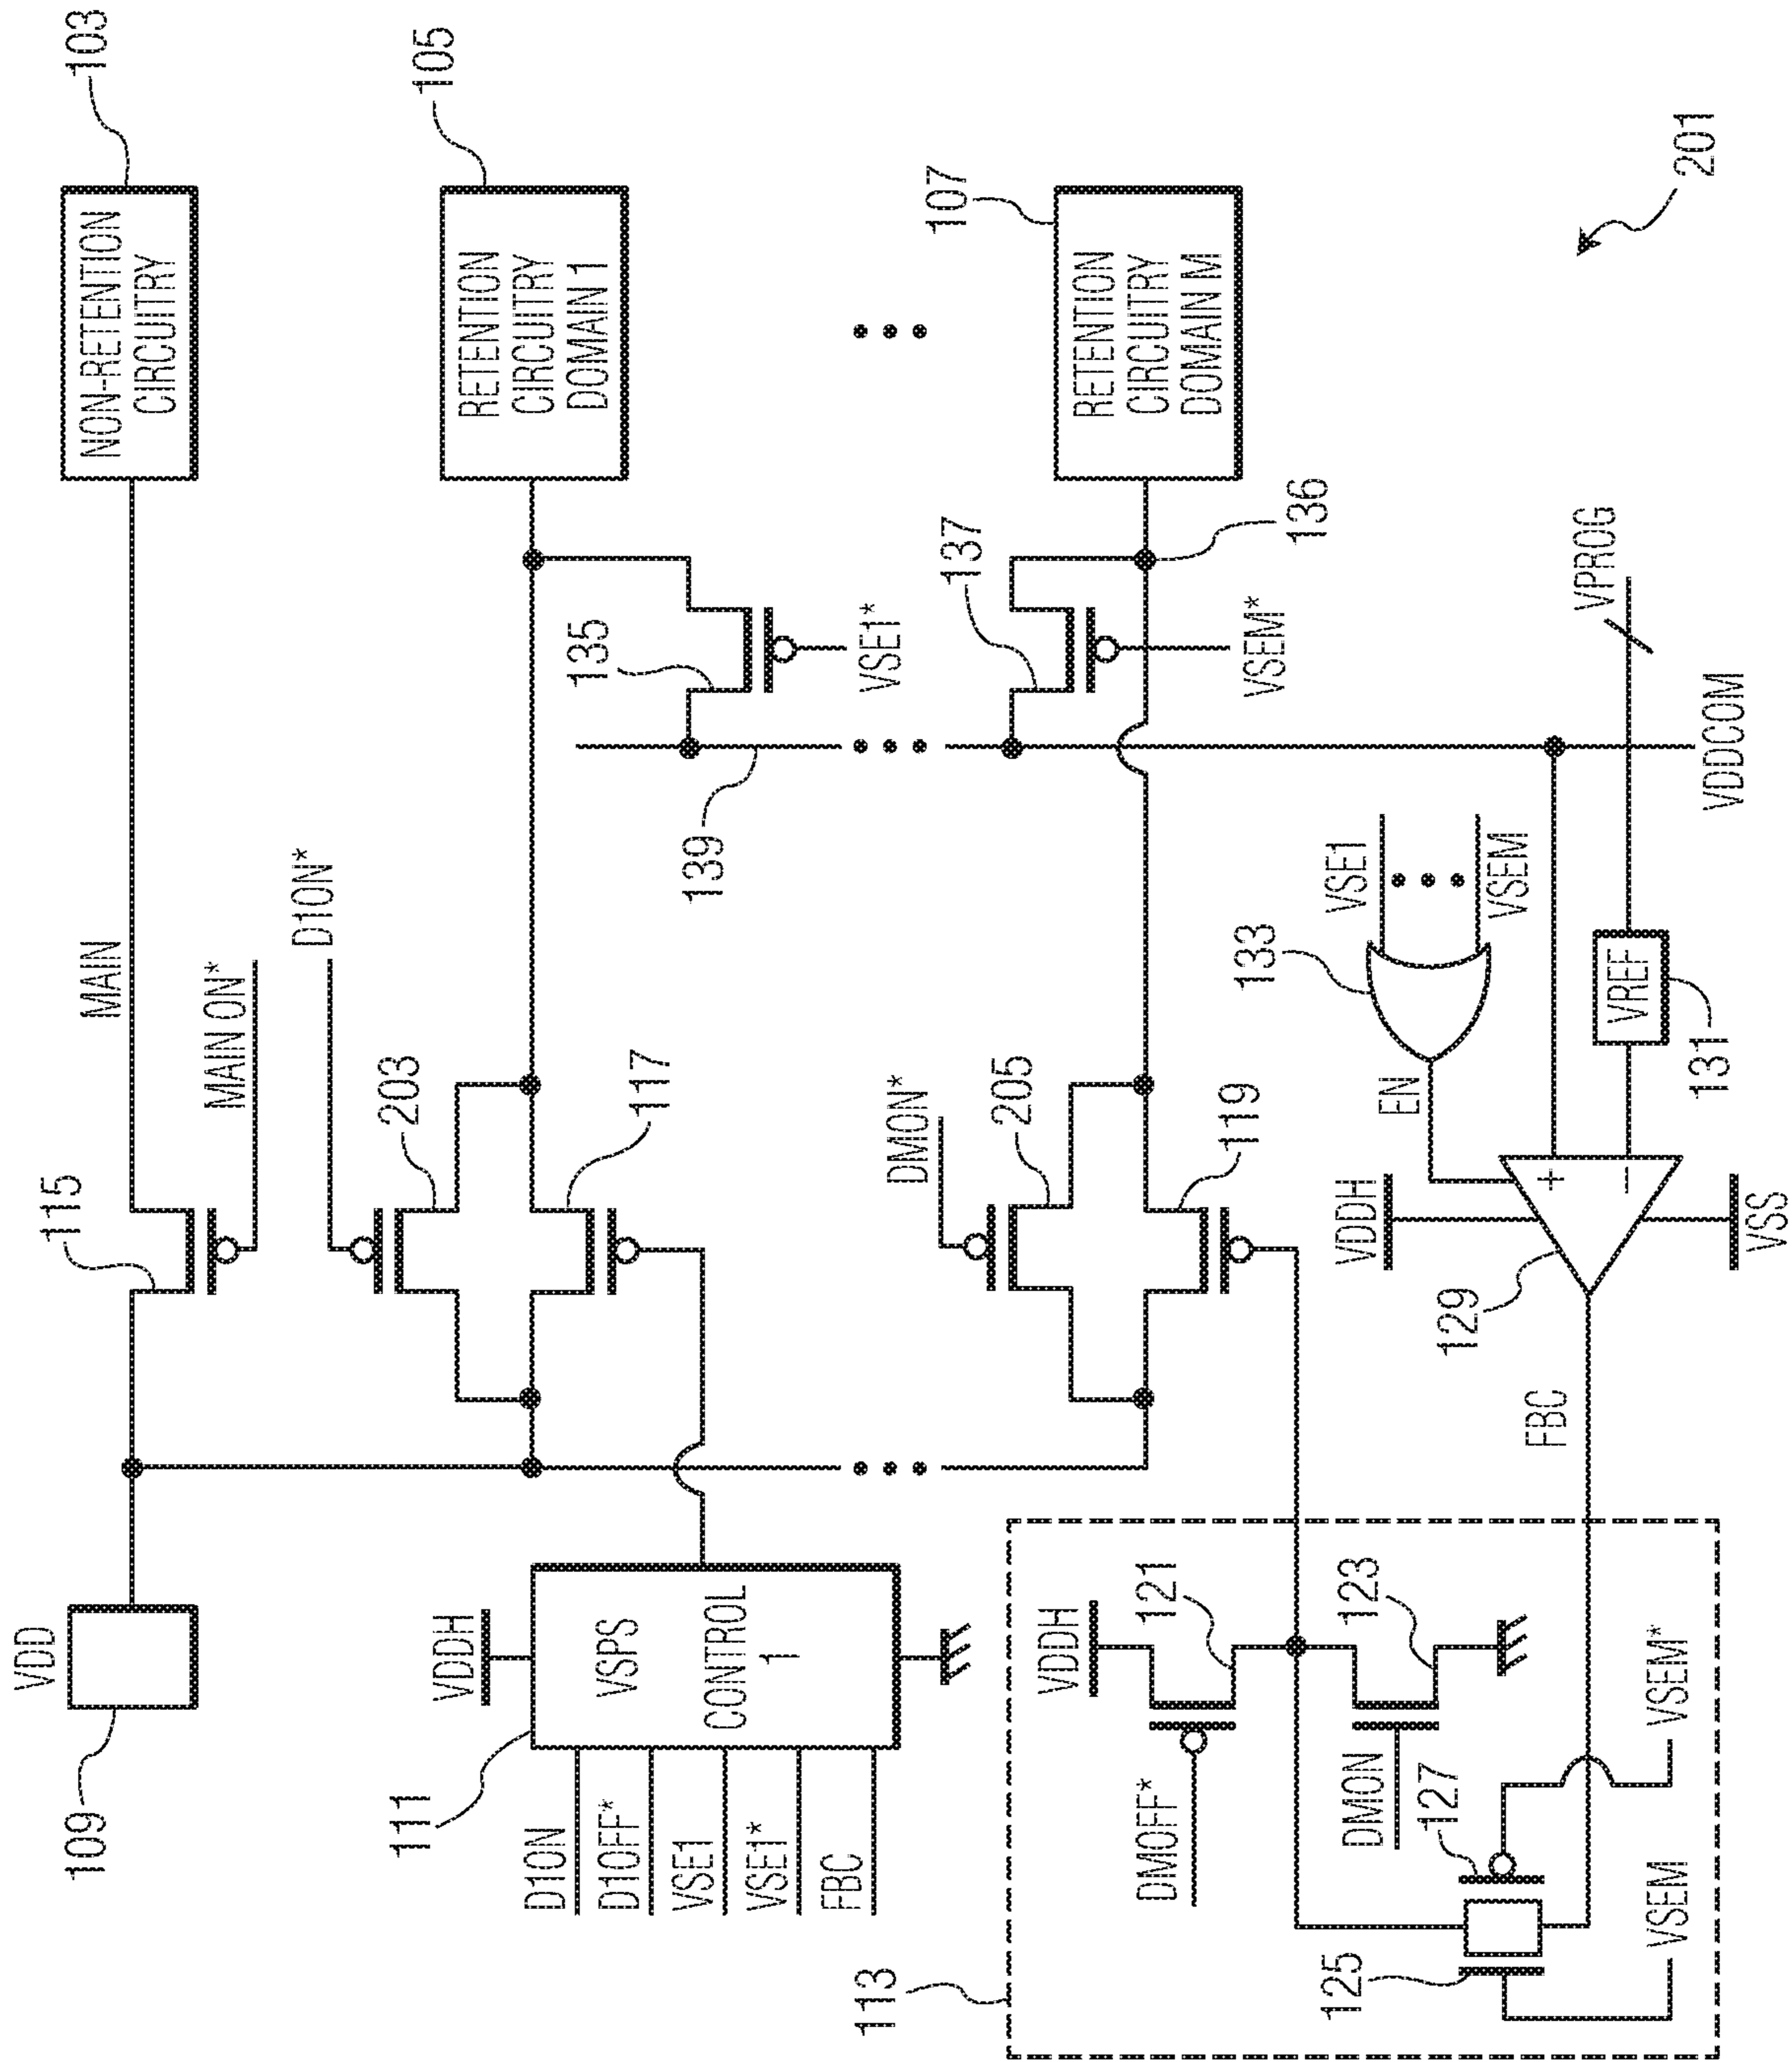 103
NON-RETENTION
CIRCUITRY
105
RETENTION
CIRCUITRY
DOMAIN 1
107
RETENTION
CIRCUITRY
DOMAIN M
201
MAIN
115
MAIN ON*
D1ON*
203
117
135
VSE1*
139
137
VSEM*
136
VPROG
VDDCOM
DMON*
205
119
133
VSE1
VSEM
EN
VREF
131
VDDH
+
−
VSS
129
FBC
VDD
109
VDDH
VSPS
CONTROL
1
111
D1ON
D1OFF*
VSE1
VSE1*
FBC
113
VDDH
121
DMOFF*
123
DMON
127
125
VSEM*
VSEM